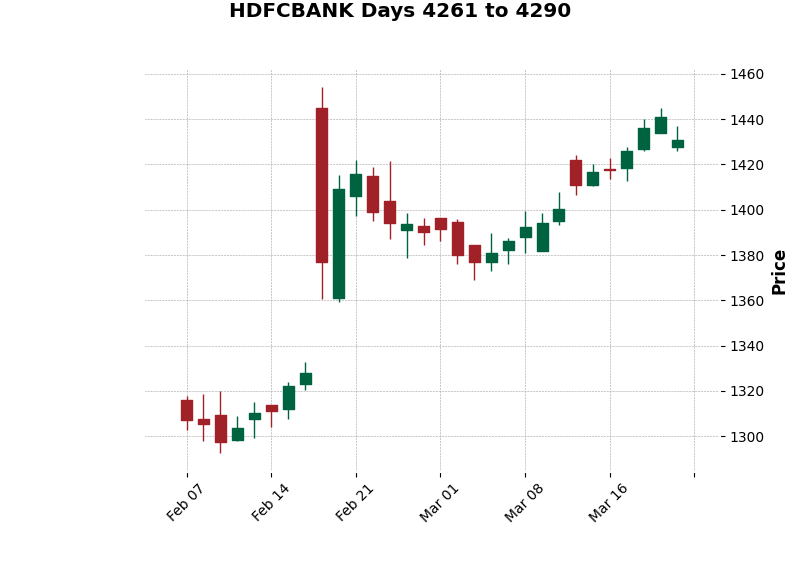 HDFCBANK Days 4261 to 4290
1460
1440
1420
1400
1380
1360
1340
1320
1300
Price
Feb 07
Feb 14
Feb 21
Mar 01
Mar 08
Mar 16